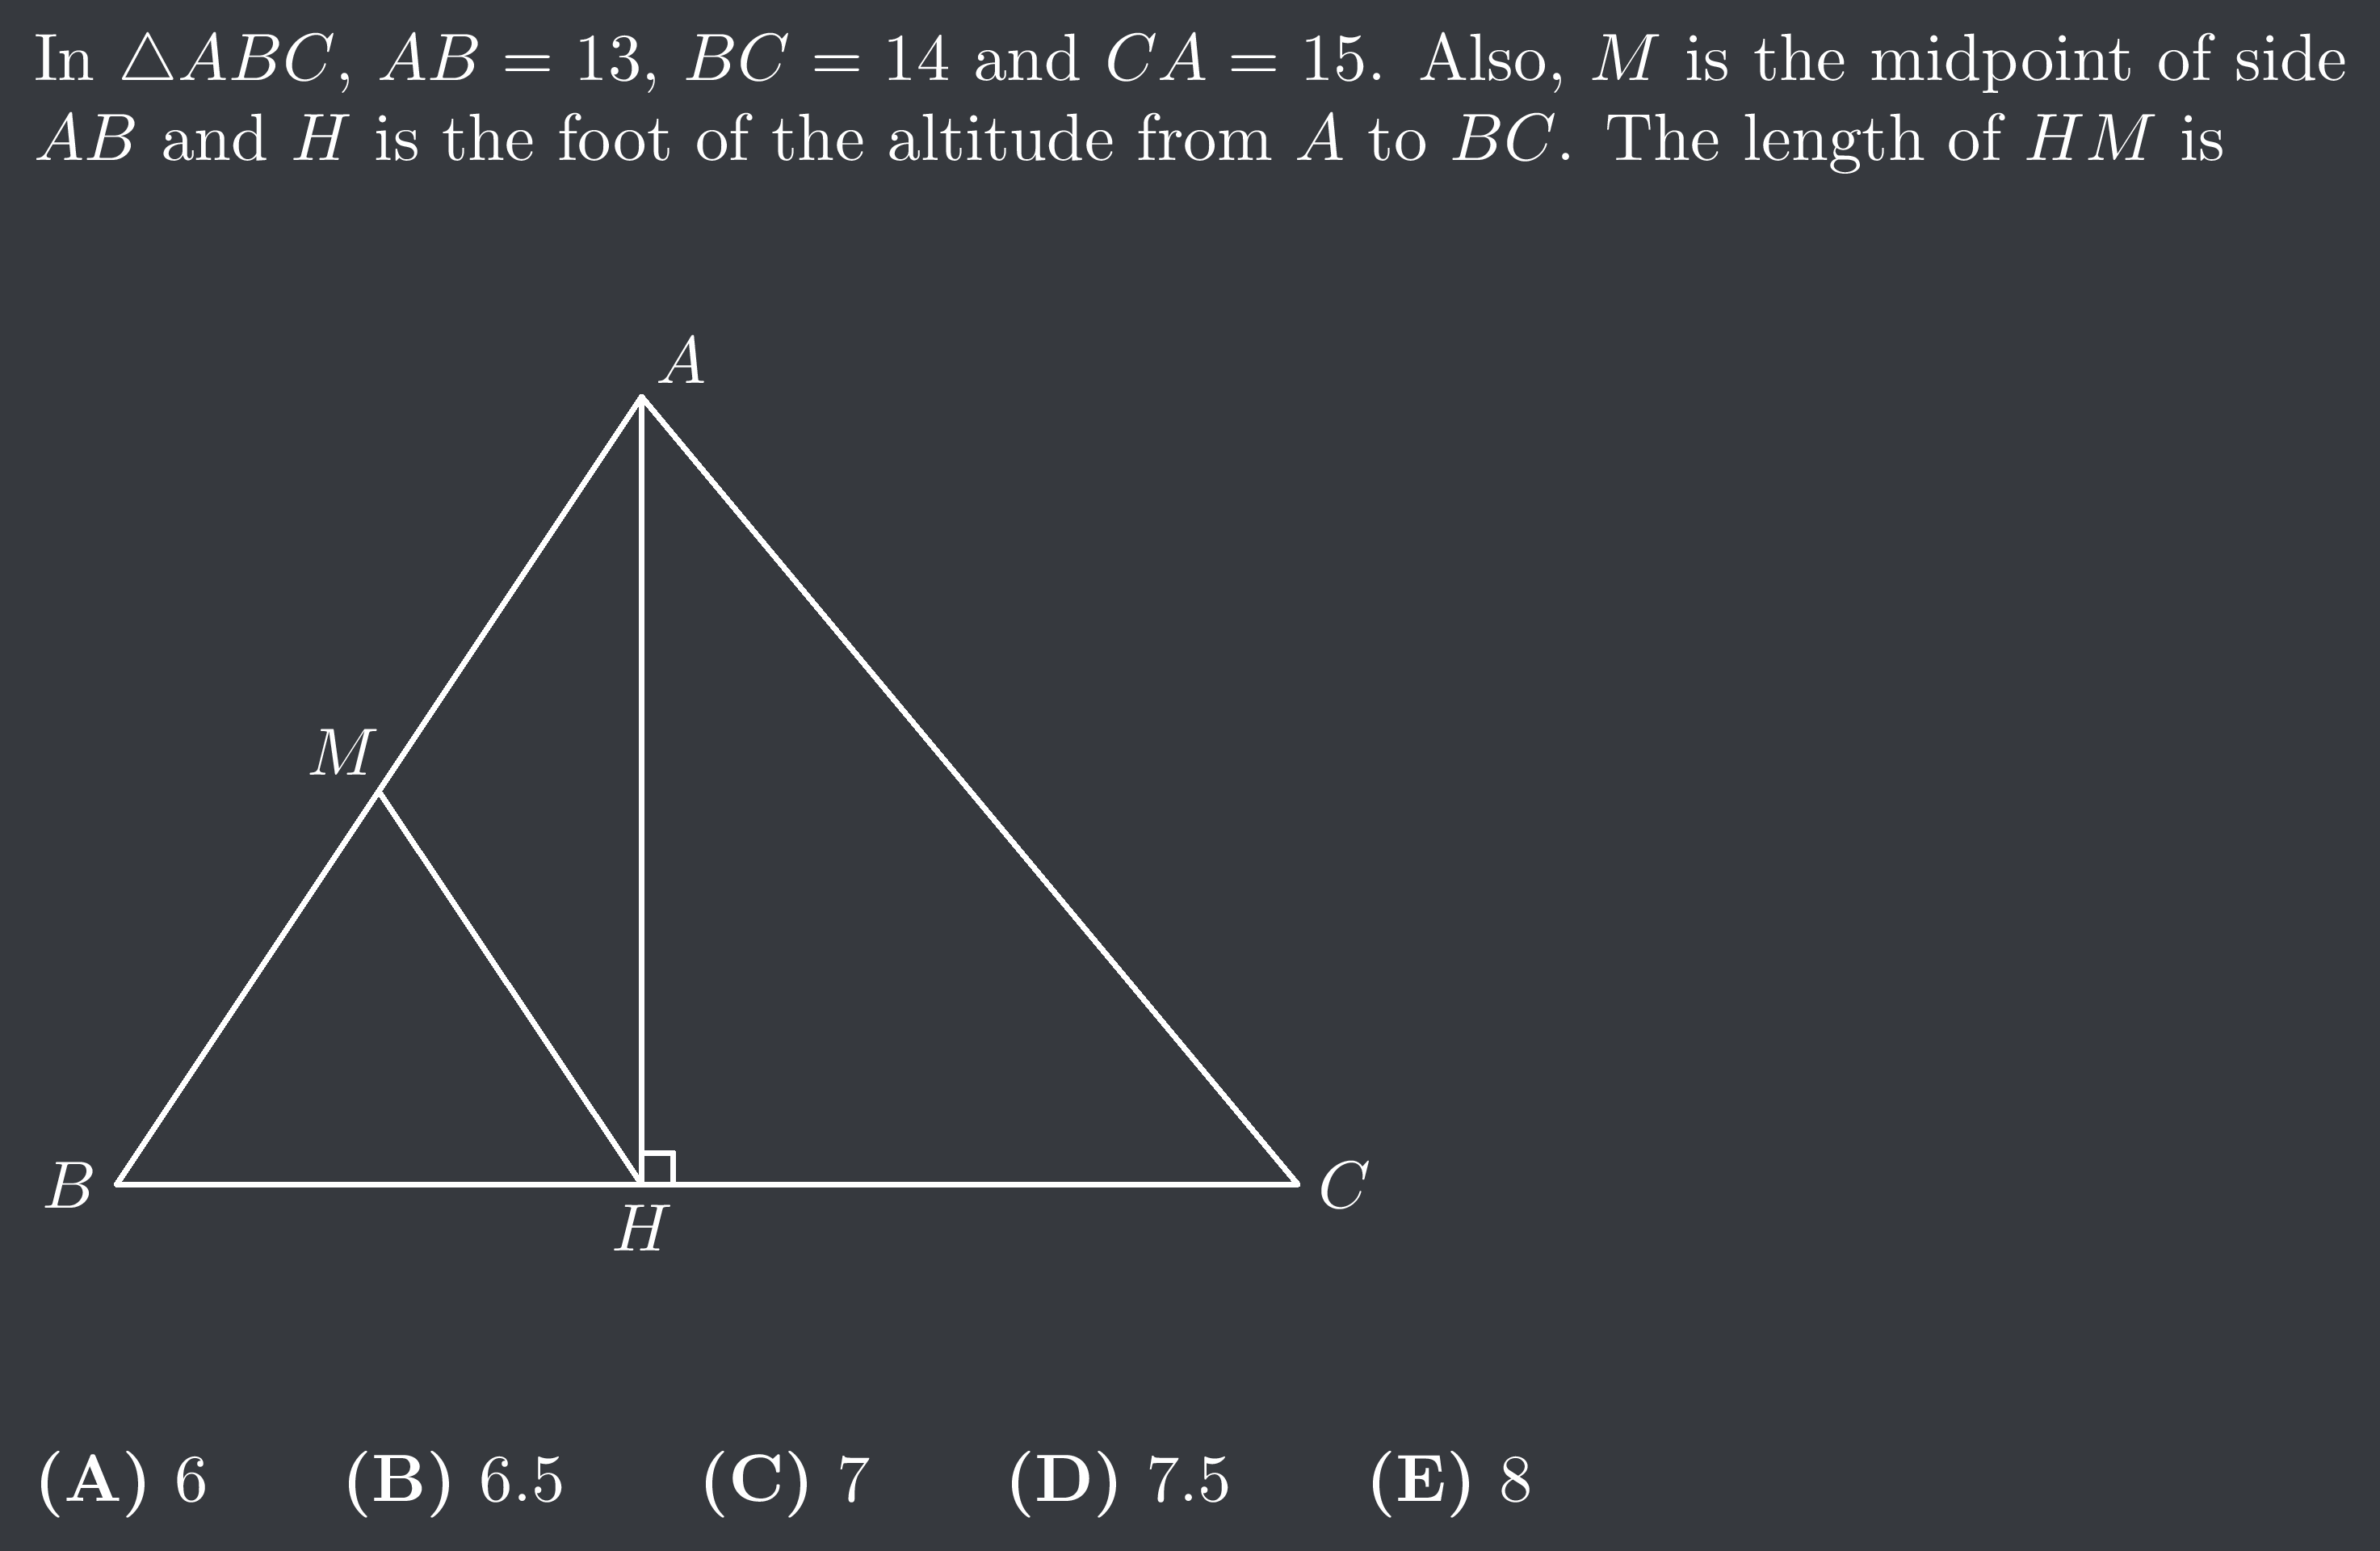 In △ABC, AB = 13, BC = 14 and CA = 15. Also, M is the midpoint of side
AB and H is the foot of the altitude from A to BC. The length of HM is
A
M
B
H
C
(A) 6 (B) 6.5 (C) 7 (D) 7.5 (E) 8